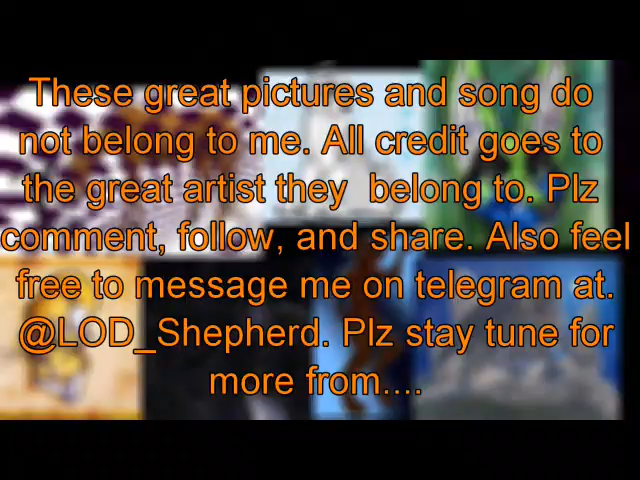 These great pictures and song do
not belong to me. All credit goes to
the great artist they belong to. Plz
comment, follow, and share. Also feel
free to message me on telegram at.
@LOD_Shepherd. Plz stay tune for
more from....